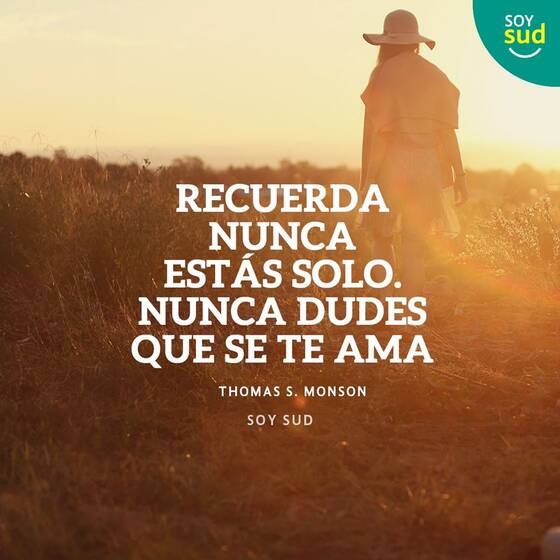 SOY
sud
RECUERDA
NUNCA
ESTÁS SOLO.
NUNCA DUDES
QUE SE TE AMA
THOMAS S. MONSON
SOY SUD